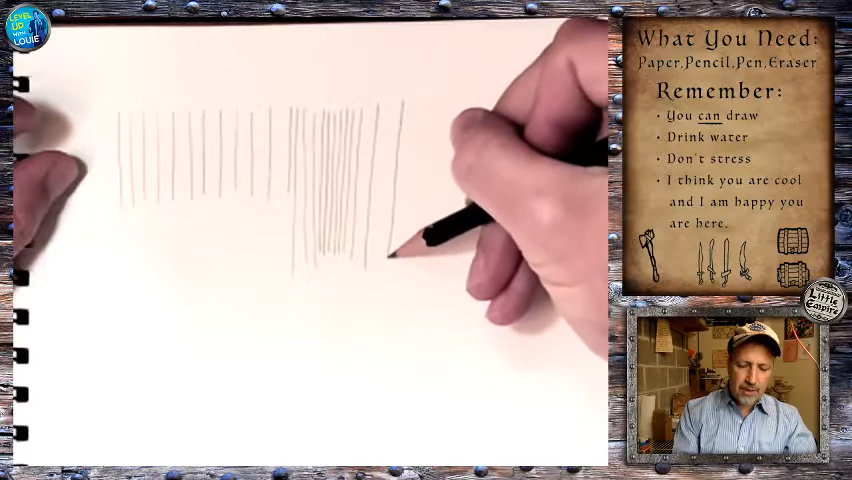 LEVEL
UP
WITH
LOUIE
What You Need:
Paper,Pencil,Pen,Eraser
Remember:
• You can draw
• Drink water
• Don't stress
• I think you are cool
and I am happy you
are here.
Little
Empire